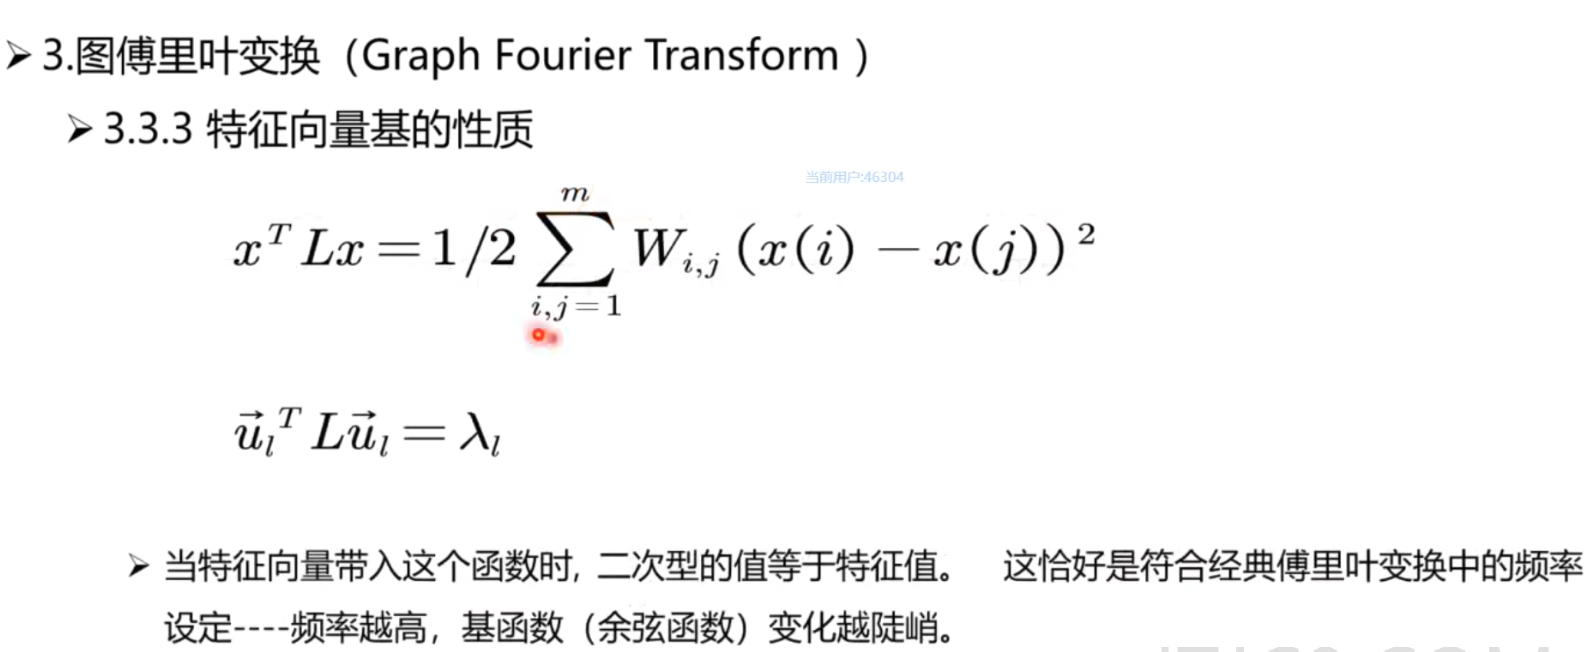 ➢ 3.图傅里叶变换（Graph Fourier Transform ）
➢ 3.3.3 特征向量基的性质
当前用户:46304
x^T Lx = 1/2 \sum_{i,j=1}^{m} W_{i,j} (x(i) − x(j))^2
\vec{u}_l^T L\vec{u}_l = λ_l
➢ 当特征向量带入这个函数时, 二次型的值等于特征值。 这恰好是符合经典傅里叶变换中的频率
设定----频率越高，基函数（余弦函数）变化越陡峭。